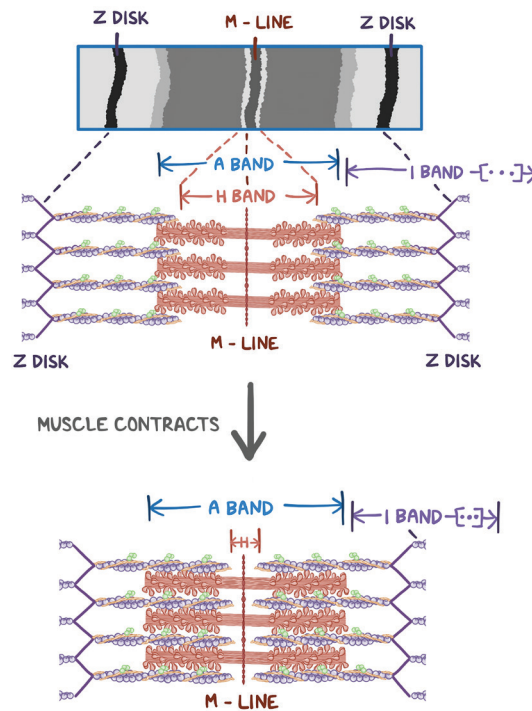 Z DISK
M - LINE
Z DISK
A BAND
I BAND -[...]
H BAND
M - LINE
Z DISK
Z DISK
MUSCLE CONTRACTS
A BAND
I BAND -[...]
H
M - LINE